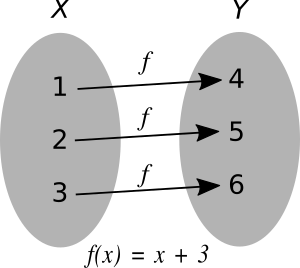 X Y
1 f 4
2 f 5
3 f 6
f(x) = x + 3